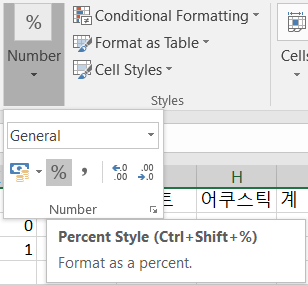 %
Number
Conditional Formatting
Format as Table
Cell Styles
Cells
Styles
General
% , .0 .00 .00 .0
Number
H
트 어쿠스틱 계
0
1
Percent Style (Ctrl+Shift+%)
Format as a percent.